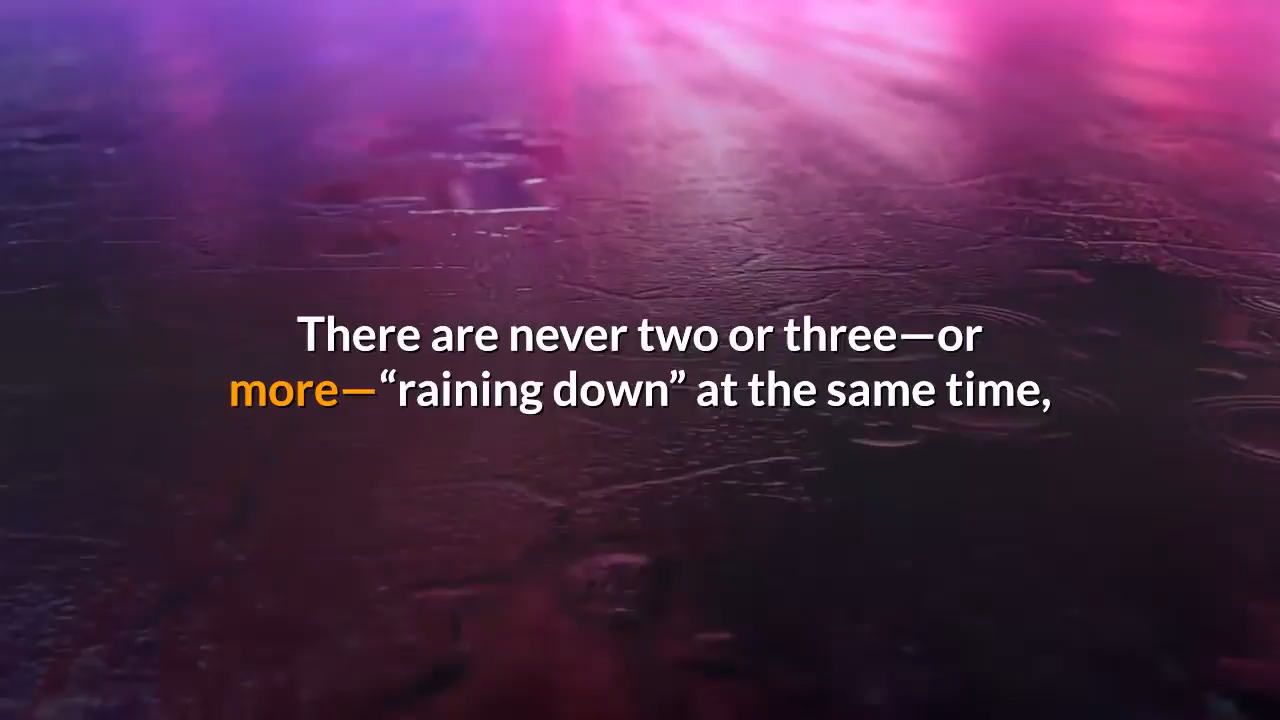 There are never two or three—or
more—“raining down” at the same time,